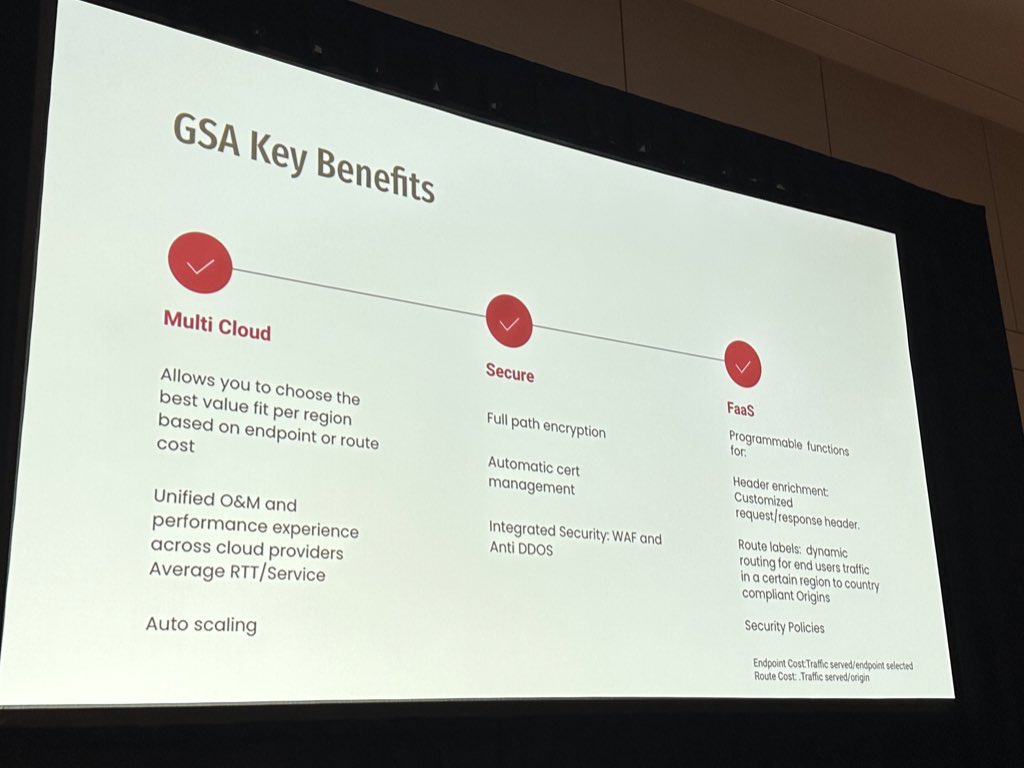 GSA Key Benefits
Multi Cloud
Allows you to choose the
best value fit per region
based on endpoint or route
cost
Unified O&M and
performance experience
across cloud providers
Average RTT/Service
Auto scaling
Secure
Full path encryption
Automatic cert
management
Integrated Security: WAF and
Anti DDOS
FaaS
Programmable functions
for:
Header enrichment:
Customized
request/response header.
Route labels: dynamic
routing for end users traffic
in a certain region to country
compliant Origins
Security Policies
Endpoint Cost:Traffic served/endpoint selected
Route Cost: .Traffic served/origin